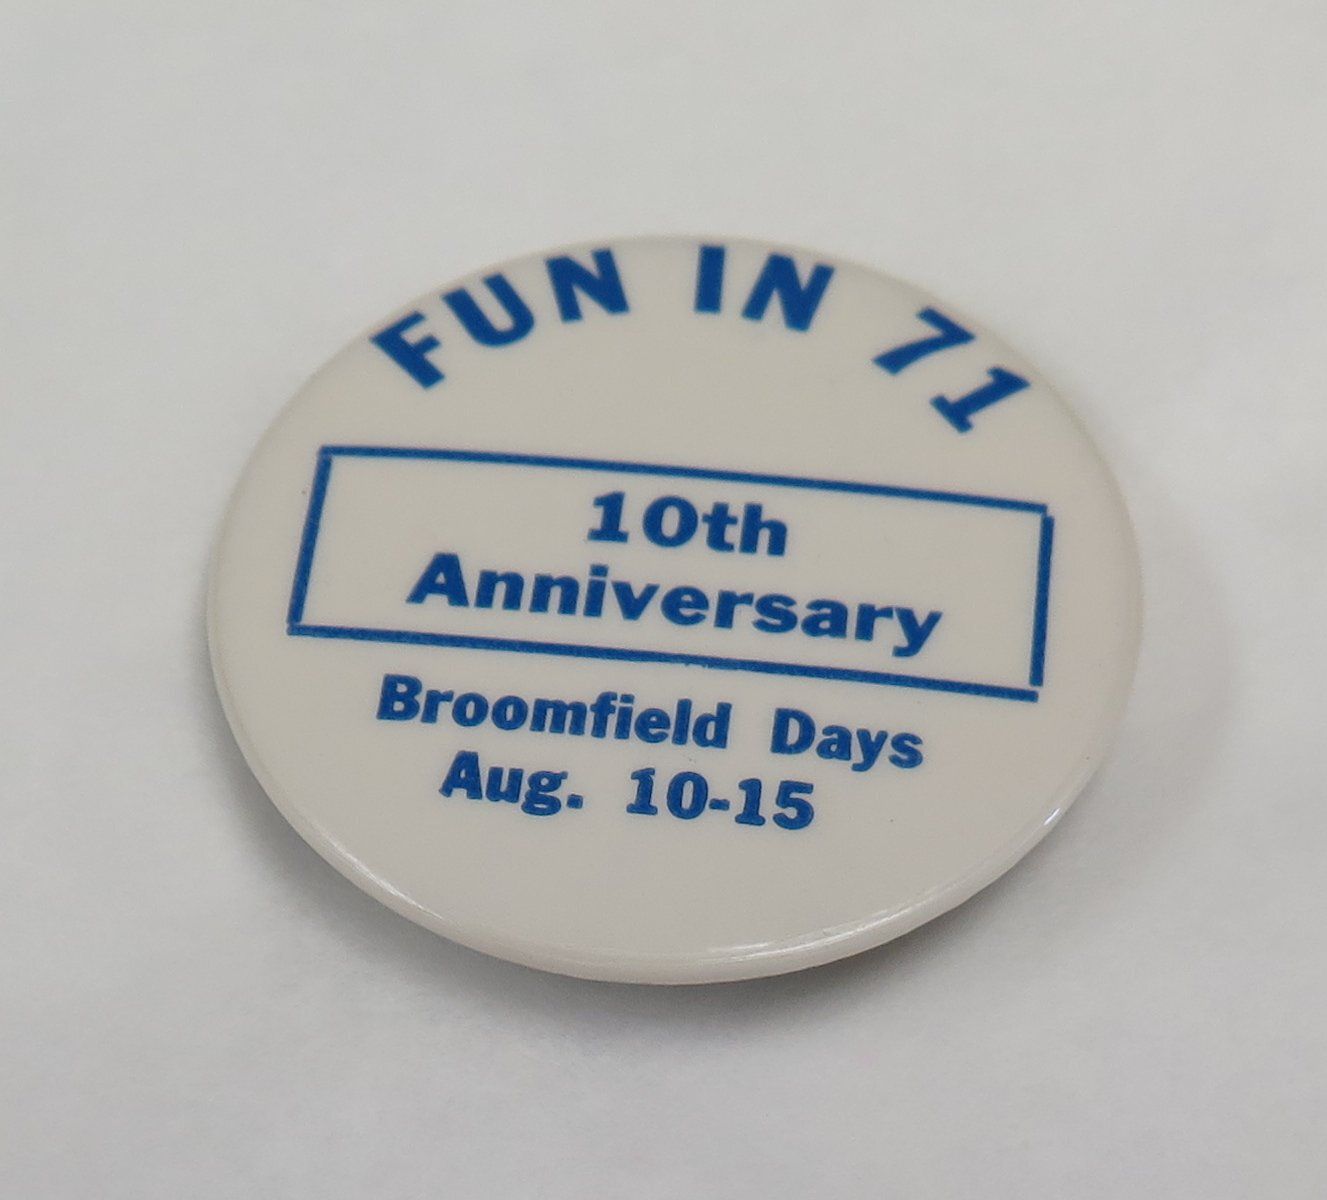 FUN IN 71
10th
Anniversary
Broomfield Days
Aug. 10-15